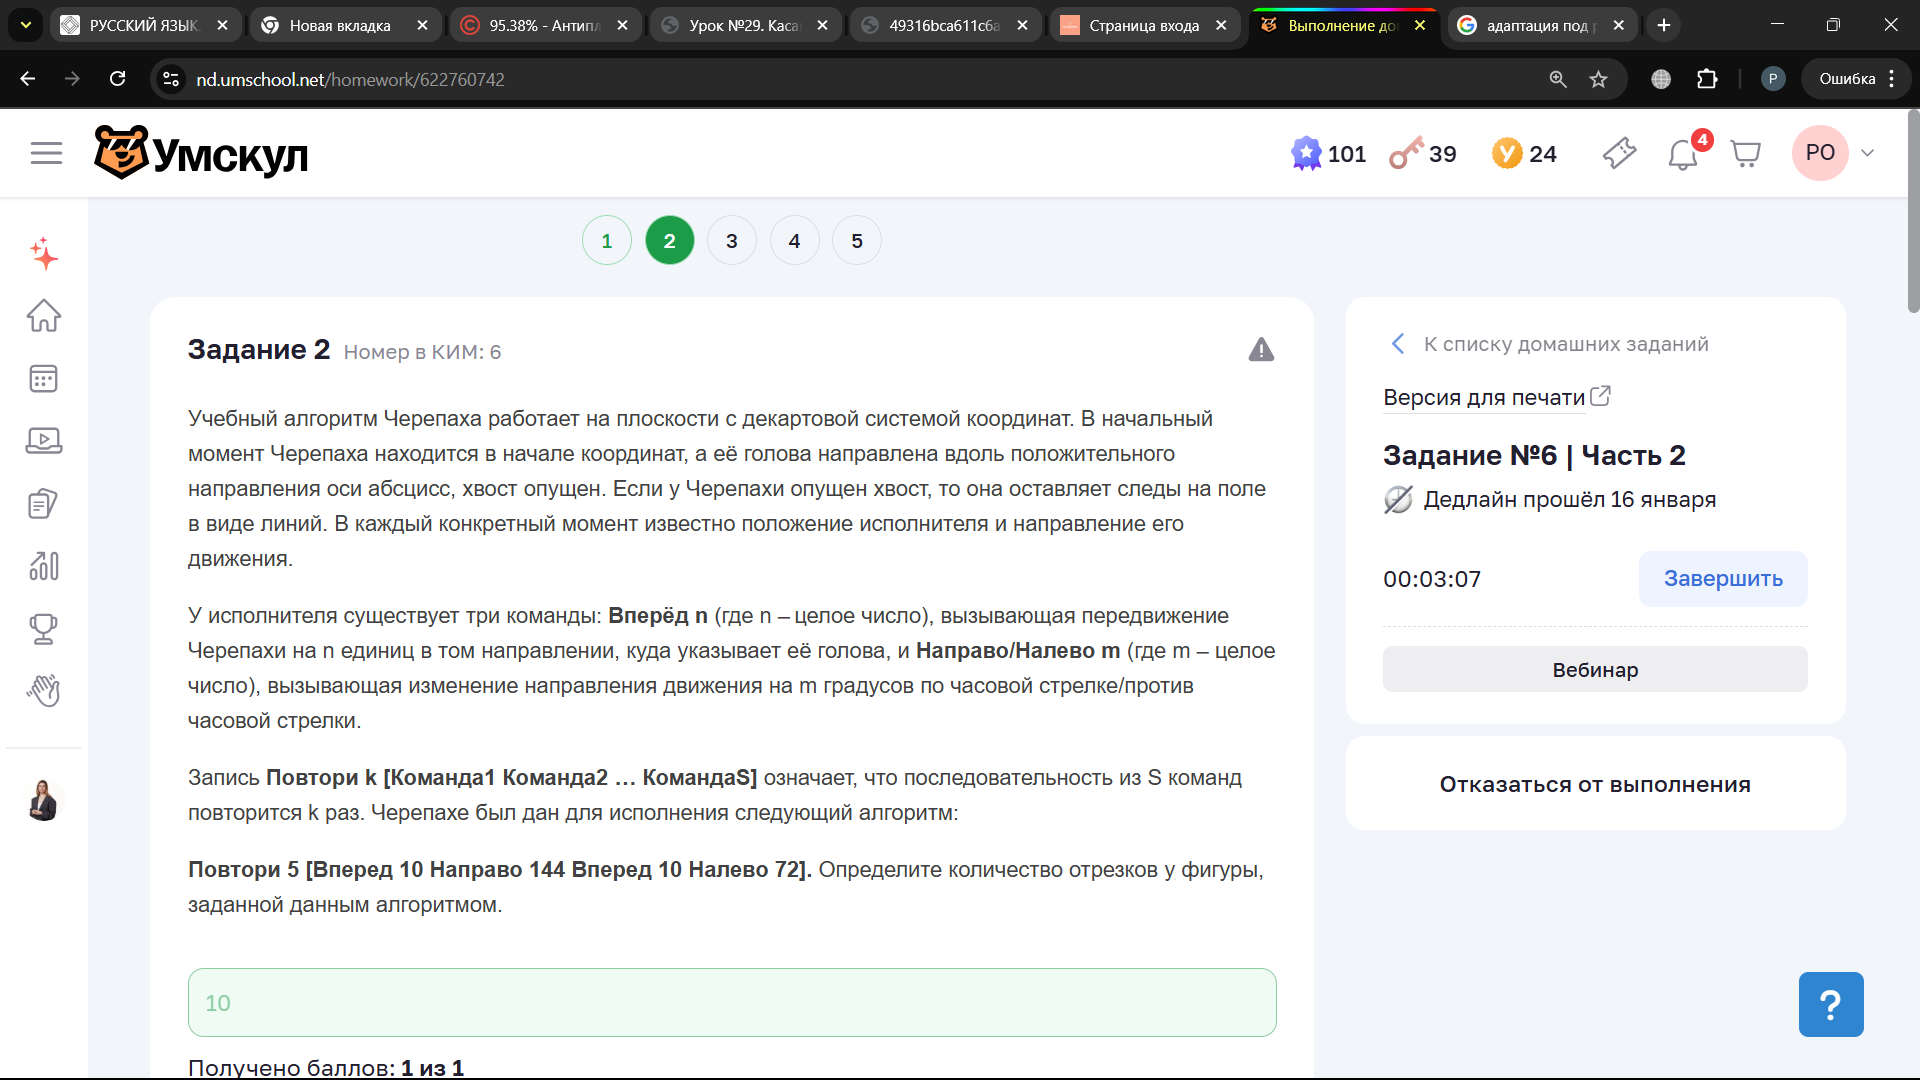 РУССКИЙ ЯЗЫК.
Новая вкладка
95.38% - Антипл
Урок №29. Каса
49316bca611c6a
Страница входа
Выполнение до
адаптация под р
nd.umschool.net/homework/622760742
P
Ошибка
Умскул
101
39
У
24
4
РО
1
2
3
4
5
Задание 2 Номер в КИМ: 6
Учебный алгоритм Черепаха работает на плоскости с декартовой системой координат. В начальный
момент Черепаха находится в начале координат, а её голова направлена вдоль положительного
направления оси абсцисс, хвост опущен. Если у Черепахи опущен хвост, то она оставляет следы на поле
в виде линий. В каждый конкретный момент известно положение исполнителя и направление его
движения.
У исполнителя существует три команды: Вперёд n (где n – целое число), вызывающая передвижение
Черепахи на n единиц в том направлении, куда указывает её голова, и Направо/Налево m (где m – целое
число), вызывающая изменение направления движения на m градусов по часовой стрелке/против
часовой стрелки.
Запись Повтори k [Команда1 Команда2 … КомандаS] означает, что последовательность из S команд
повторится k раз. Черепахе был дан для исполнения следующий алгоритм:
Повтори 5 [Вперед 10 Направо 144 Вперед 10 Налево 72]. Определите количество отрезков у фигуры,
заданной данным алгоритмом.
10
Получено баллов: 1 из 1
К списку домашних заданий
Версия для печати
Задание №6 | Часть 2
Дедлайн прошёл 16 января
00:03:07
Завершить
Вебинар
Отказаться от выполнения
?